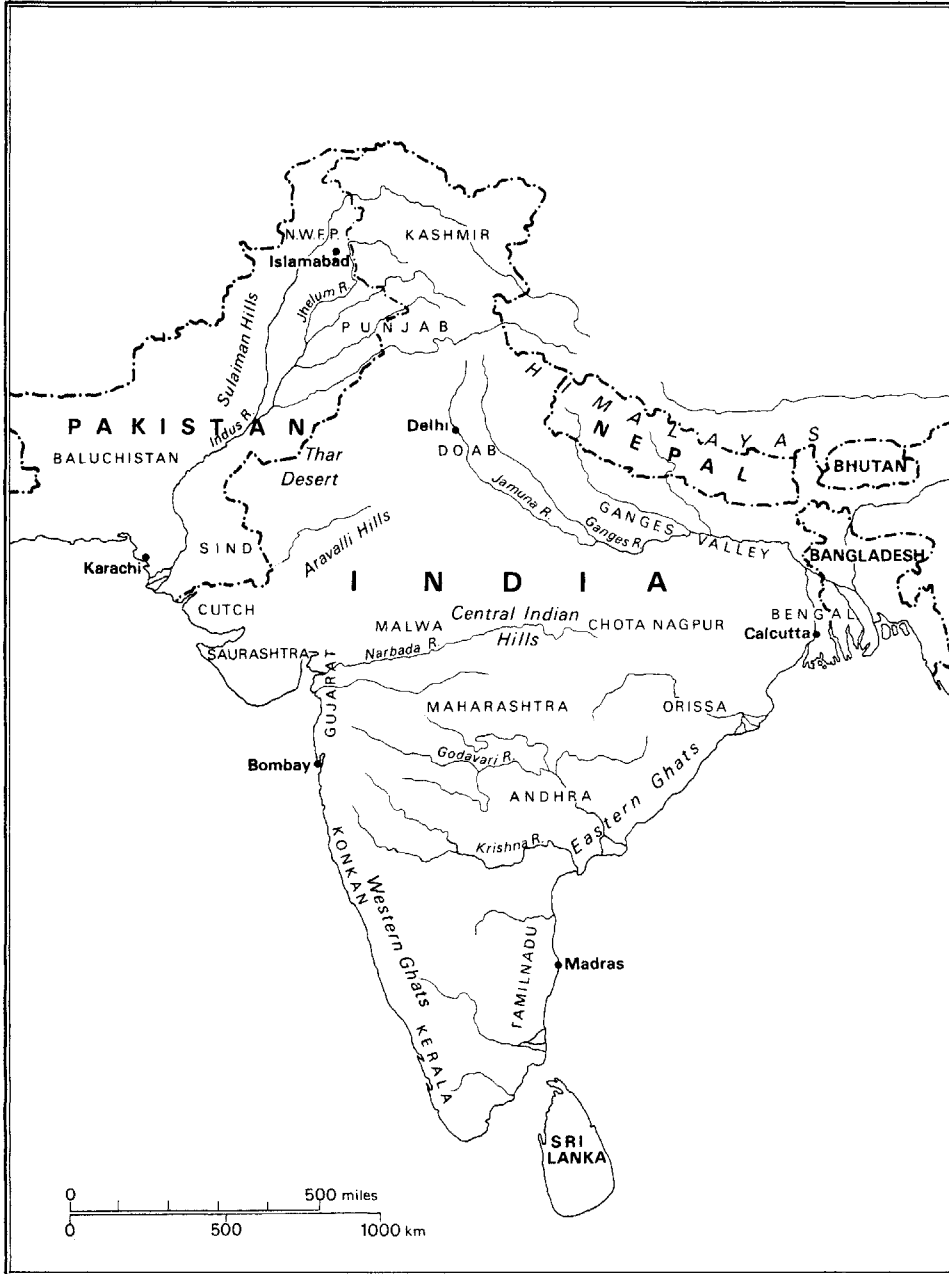 N.W.F.P.
KASHMIR
Islamabad
Jhelum R.
PUNJAB
Sulaiman Hills
HIMALAYAS
PAKISTAN
Indus R.
Delhi
NEPAL
BALUCHISTAN
DOAB
BHUTAN
Thar
Desert
Jamuna R.
GANGES VALLEY
Ganges R.
SIND
Aravalli Hills
Karachi
BANGLADESH
INDIA
CUTCH
Central Indian
Hills
BENGAL
MALWA
CHOTA NAGPUR
Calcutta
Narbada R.
SAURASHTRA
GUJARAT
MAHARASHTRA
ORISSA
Godavari R.
Bombay
ANDHRA
Eastern Ghats
Krishna R.
KONKAN
Western Ghats
TAMILNADU
Madras
KERALA
SRI
LANKA
0 500 miles
0 500 1000 km